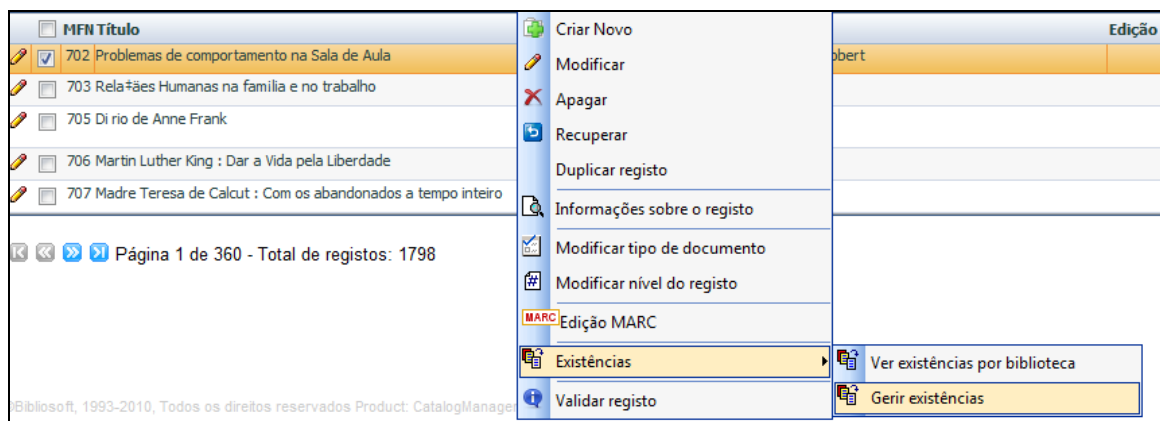 MFN Título Edição
702 Problemas de comportamento na Sala de Aula obert
703 Rela‡äes Humanas na familia e no trabalho
705 Di rio de Anne Frank
706 Martin Luther King : Dar a Vida pela Liberdade
707 Madre Teresa de Calcut : Com os abandonados a tempo inteiro
Página 1 de 360 - Total de registos: 1798
Criar Novo
Modificar
Apagar
Recuperar
Duplicar registo
Informações sobre o registo
Modificar tipo de documento
Modificar nível do registo
MARC Edição MARC
Existências
Validar registo
Ver existências por biblioteca
Gerir existências
©Bibliosoft, 1993-2010, Todos os direitos reservados Product: CatalogManager